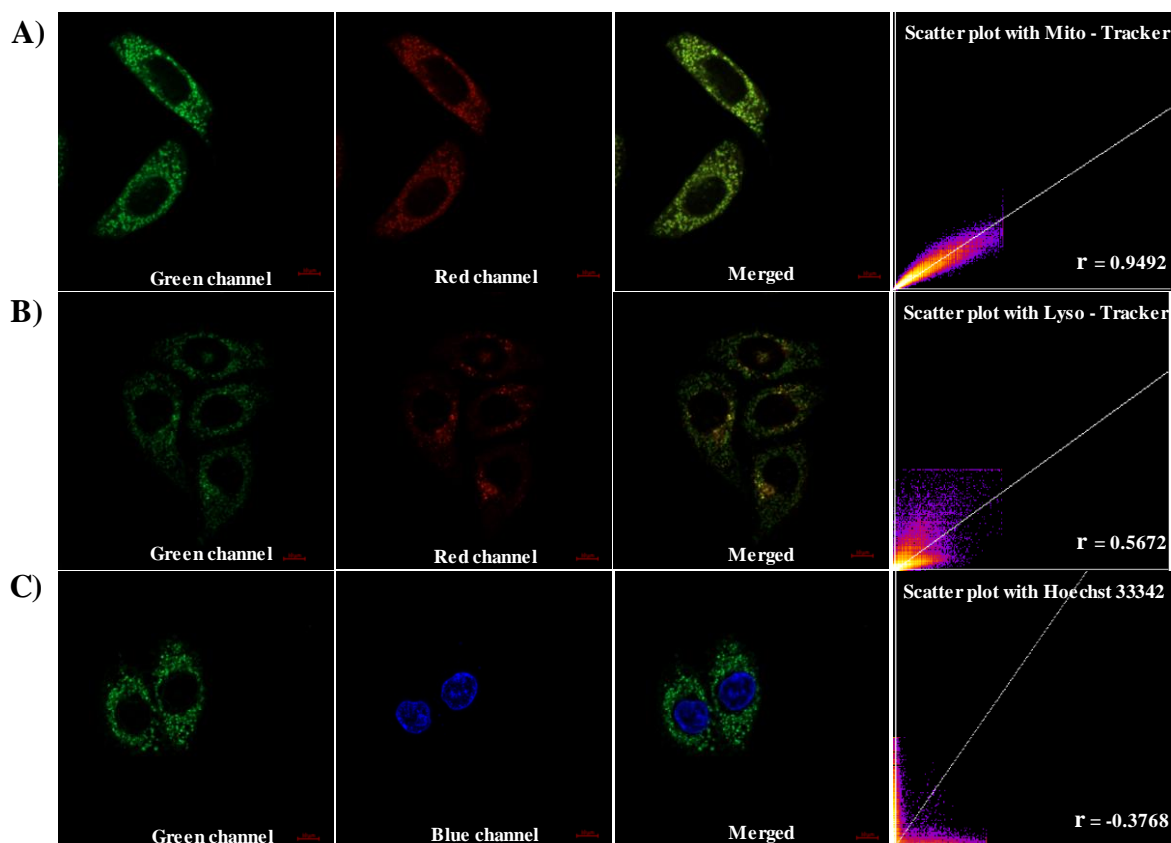 A)
Scatter plot with Mito - Tracker
Green channel
Red channel
Merged
r = 0.9492
B)
Scatter plot with Lyso - Tracker
Green channel
Red channel
Merged
r = 0.5672
C)
Scatter plot with Hoechst 33342
Green channel
Blue channel
Merged
r = -0.3768